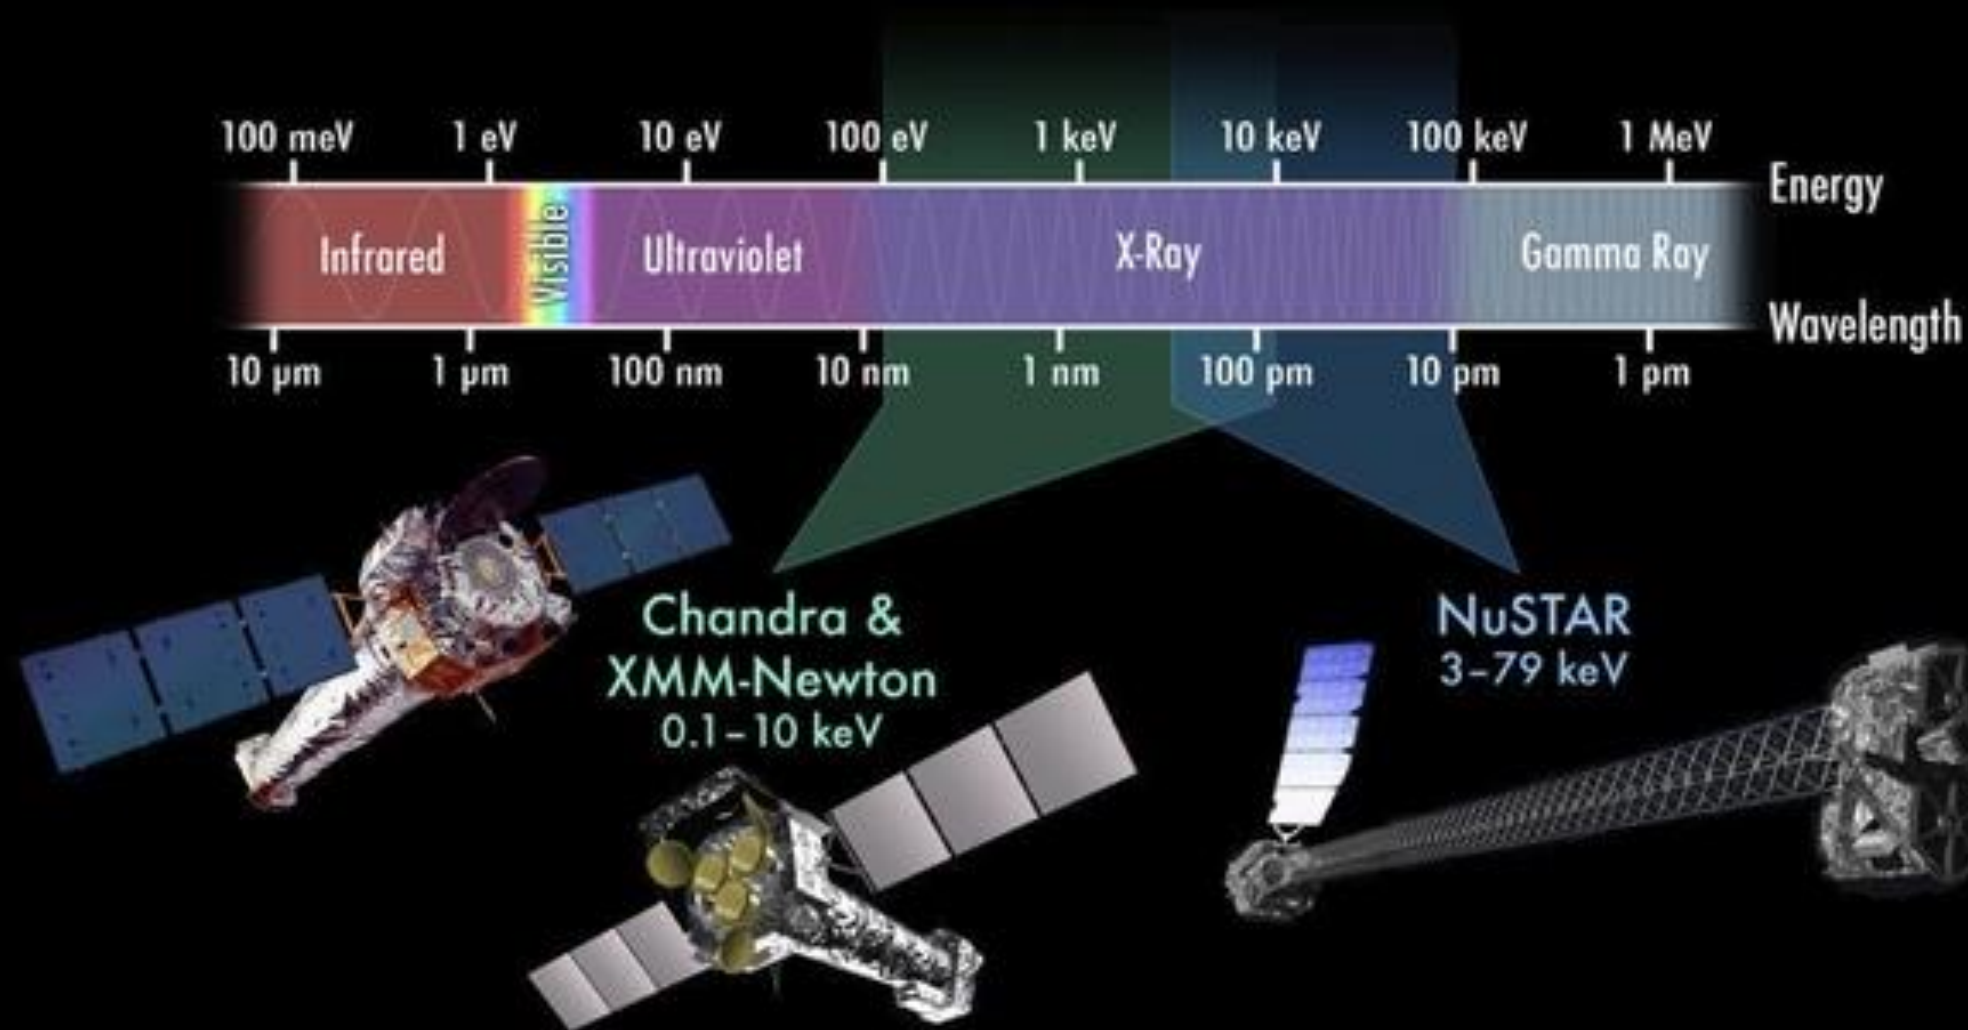 100 meV 1 eV 10 eV 100 eV 1 keV 10 keV 100 keV 1 MeV
Energy
Infrared Visible Ultraviolet X-Ray Gamma Ray
Wavelength
10 µm 1 µm 100 nm 10 nm 1 nm 100 pm 10 pm 1 pm
Chandra &
XMM-Newton
0.1–10 keV
NuSTAR
3–79 keV